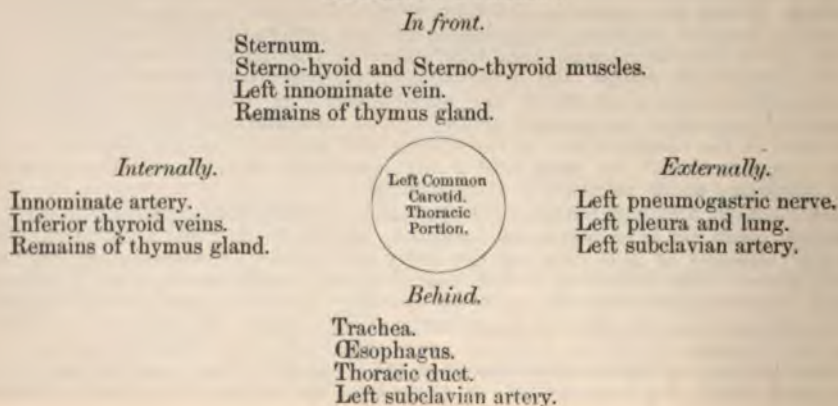 In front.
Sternum.
Sterno-hyoid and Sterno-thyroid muscles.
Left innominate vein.
Remains of thymus gland.
Internally.
Innominate artery.
Inferior thyroid veins.
Remains of thymus gland.
Left Common
Carotid.
Thoracic
Portion.
Externally.
Left pneumogastric nerve.
Left pleura and lung.
Left subclavian artery.
Behind.
Trachea.
Œsophagus.
Thoracic duct.
Left subclavian artery.